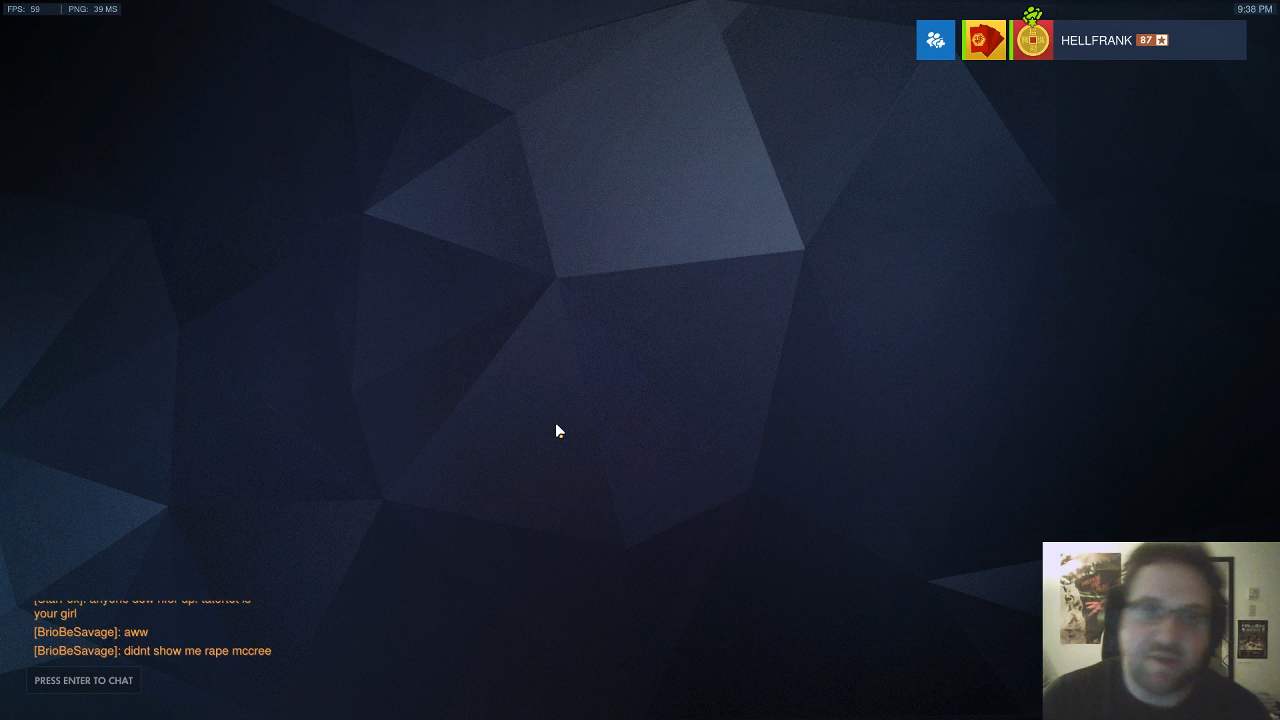 FPS: 59 | PNG: 39 MS
9:38 PM
HELLFRANK 87
your girl
[BrioBeSavage]: aww
[BrioBeSavage]: didnt show me rape mccree
PRESS ENTER TO CHAT